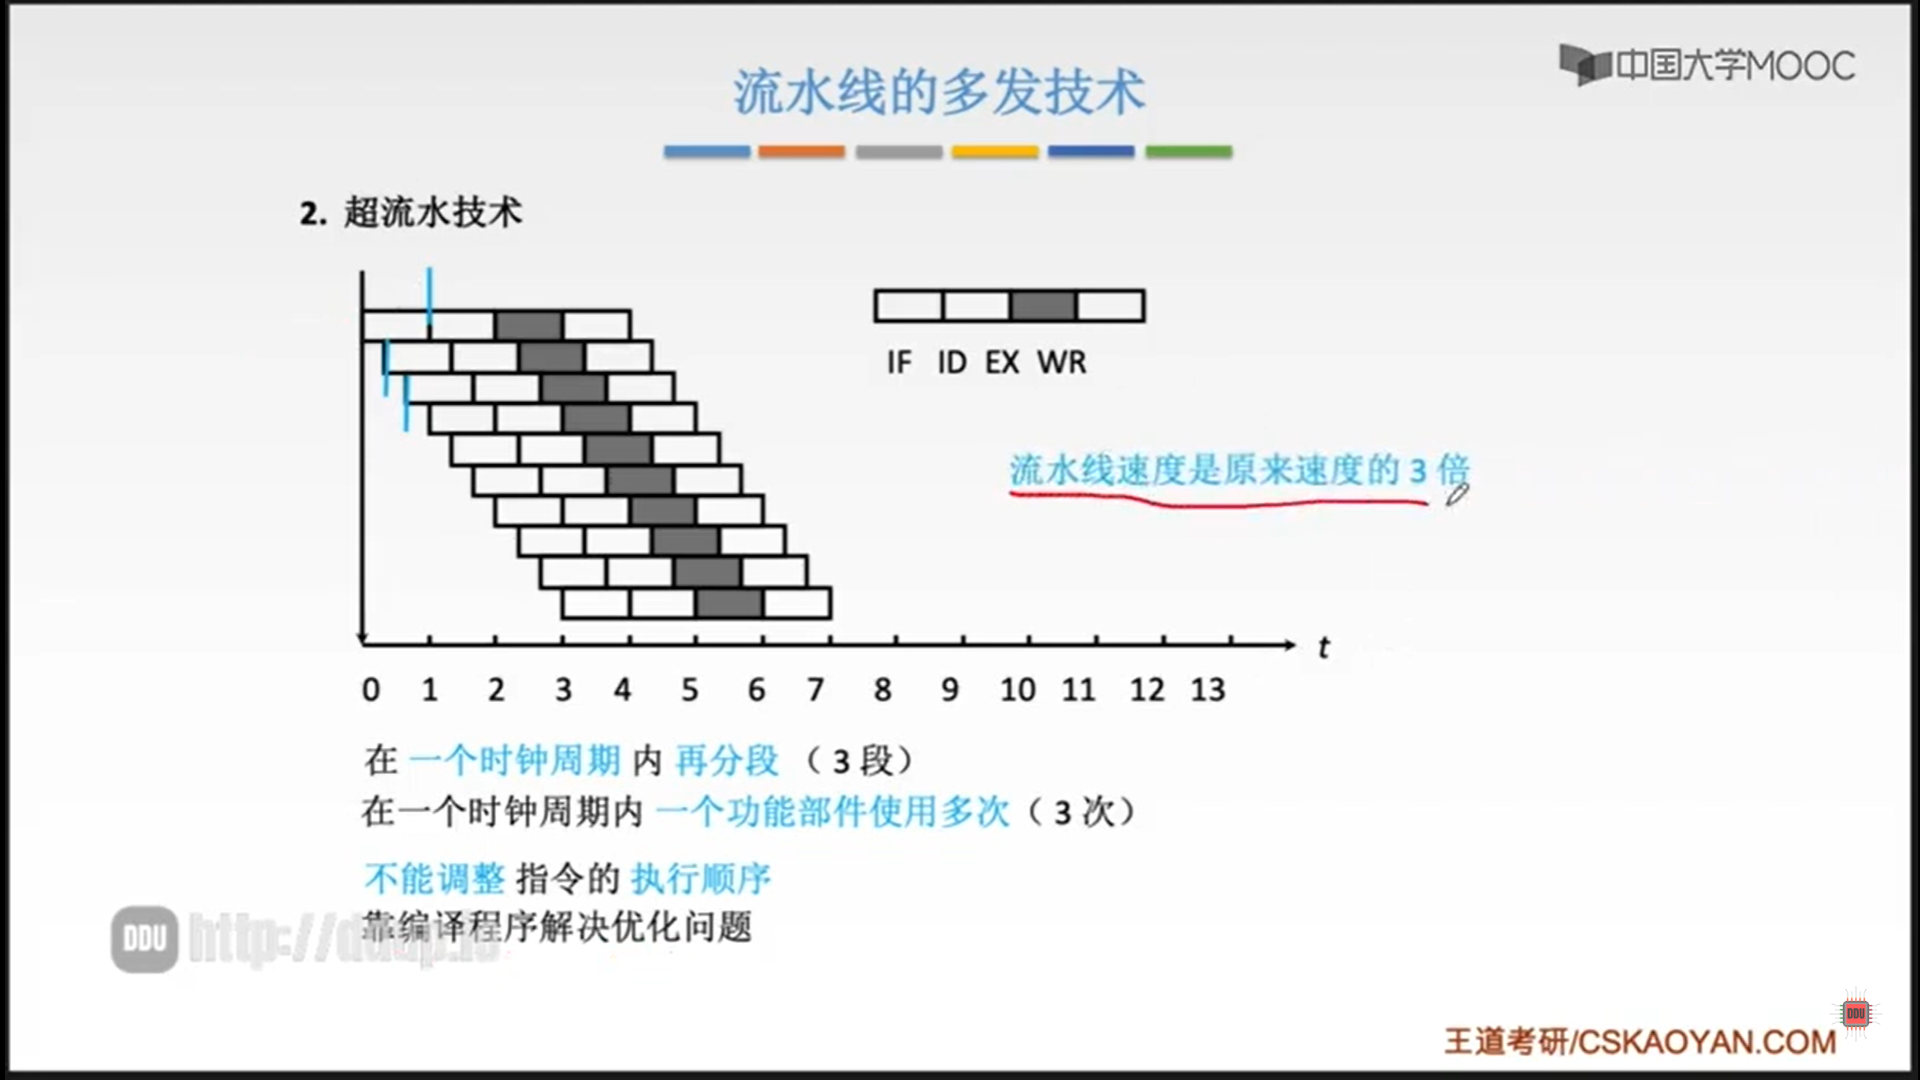 中国大学MOOC
流水线的多发技术
2. 超流水技术
IF ID EX WR
流水线速度是原来速度的 3 倍
t
0 1 2 3 4 5 6 7 8 9 10 11 12 13
在 一个时钟周期 内 再分段 （ 3 段）
在一个时钟周期内 一个功能部件使用多次（ 3 次）
不能调整 指令的 执行顺序
靠编译程序解决优化问题
DDU http://ddup.io
DDU
王道考研/CSKAOYAN.COM